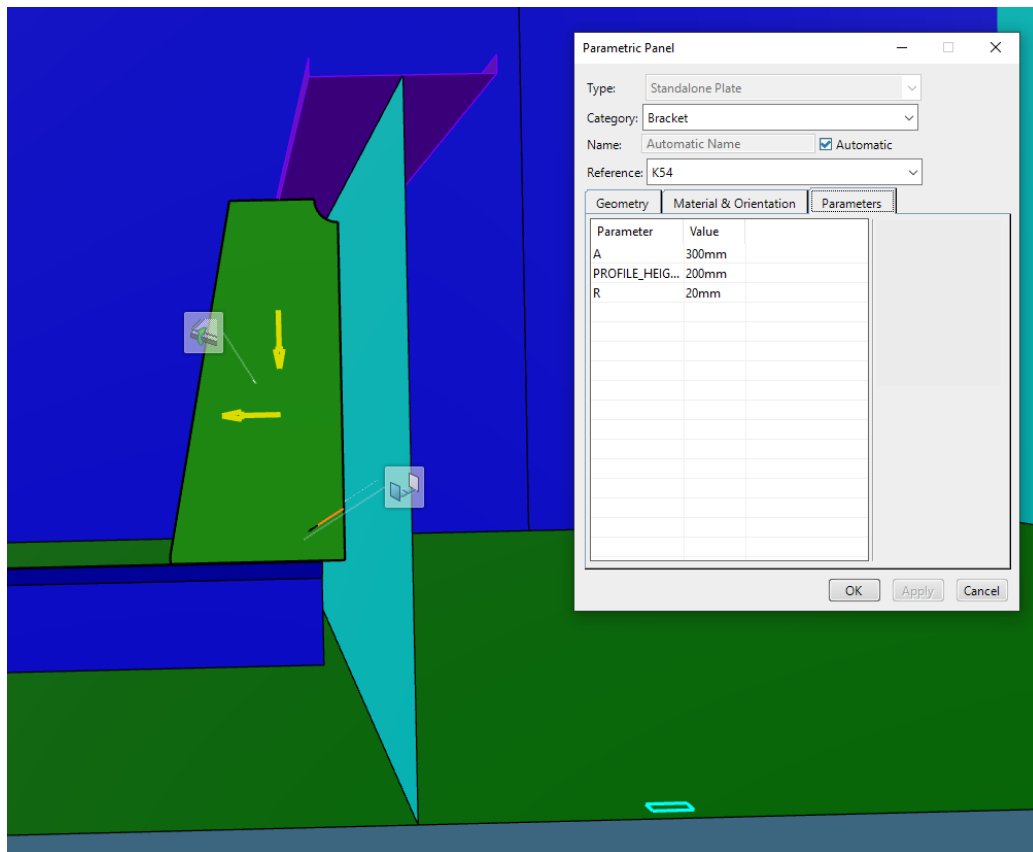 Parametric Panel
Type: Standalone Plate
Category: Bracket
Name: Automatic Name Automatic
Reference: K54
Geometry Material & Orientation Parameters
Parameter Value
A 300mm
PROFILE_HEIG... 200mm
R 20mm
OK Apply Cancel